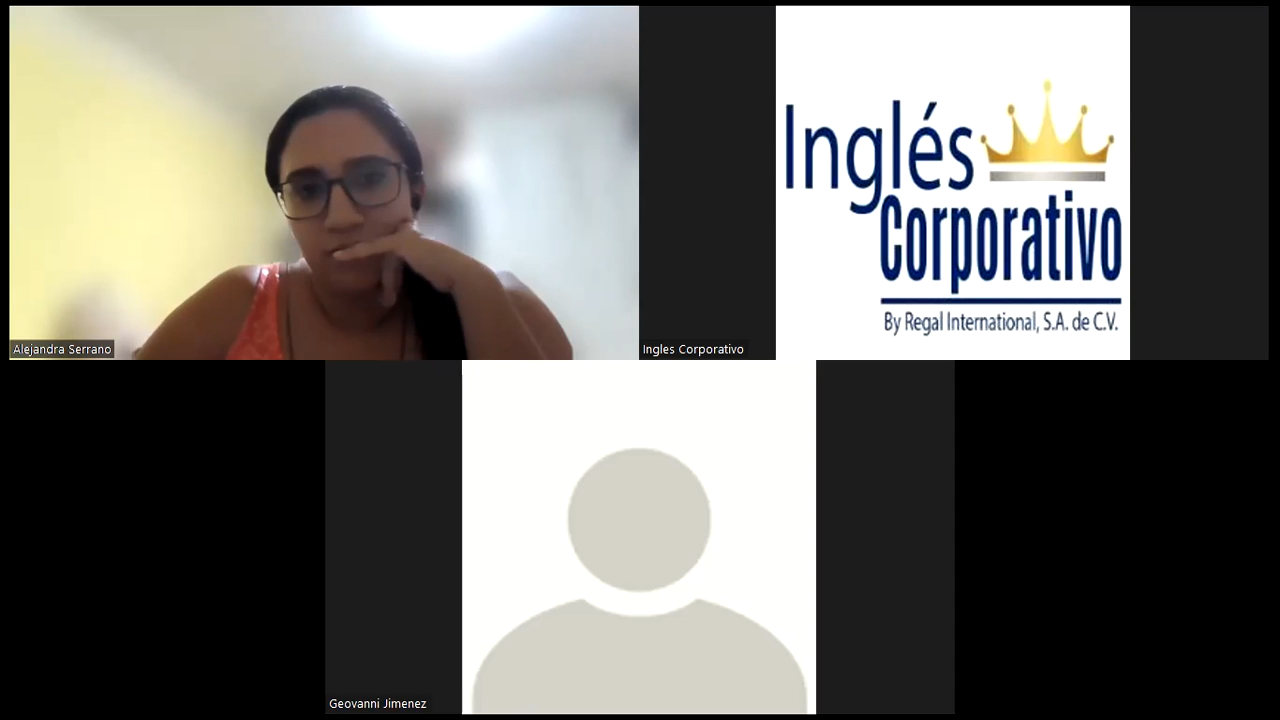 Inglés
Corporativo
By Regal International, S.A. de C.V.
Alejandra Serrano
Ingles Corporativo
Geovanni Jimenez